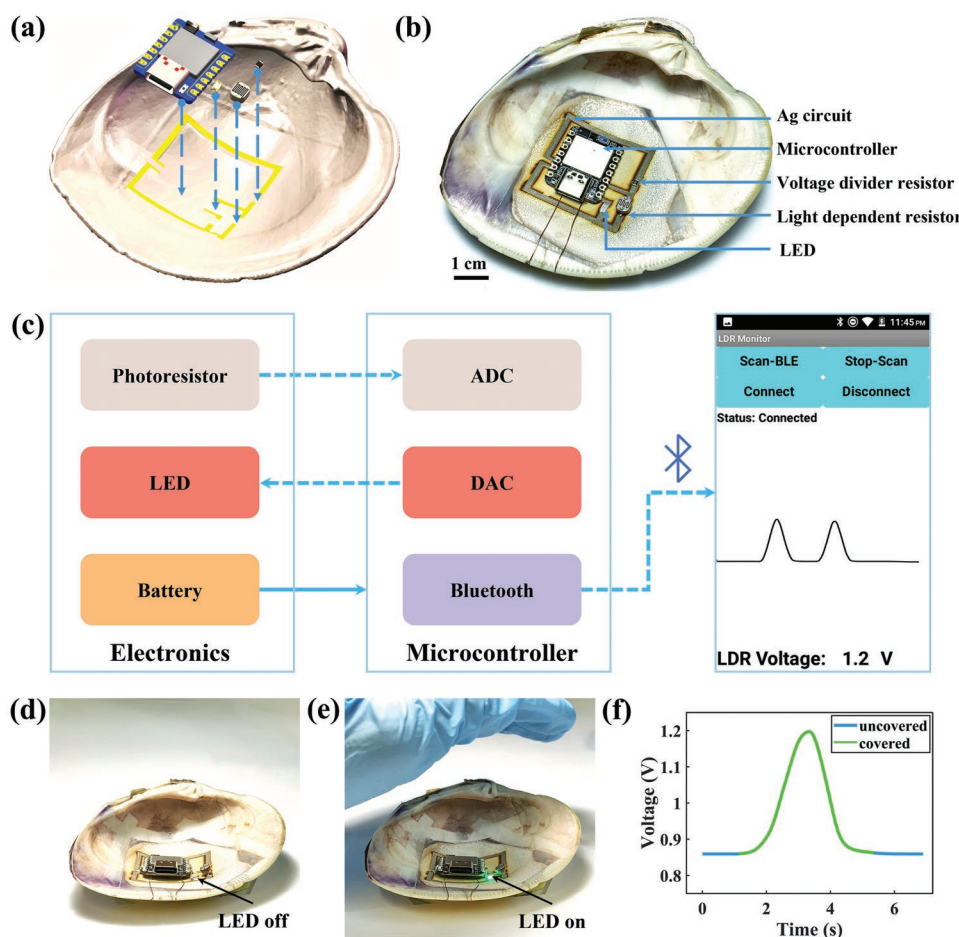 (a)
(b)
Ag circuit
Microcontroller
Voltage divider resistor
Light dependent resistor
LED
1 cm
(c)
Photoresistor
ADC
LED
DAC
Battery
Bluetooth
Electronics
Microcontroller
11:45 PM
LDR Monitor
Scan-BLE
Stop-Scan
Connect
Disconnect
Status: Connected
LDR Voltage: 1.2 V
(d)
LED off
(e)
LED on
(f)
uncovered
covered
1.2
1
0.9
0.8
Voltage (V)
0
2
4
6
Time (s)